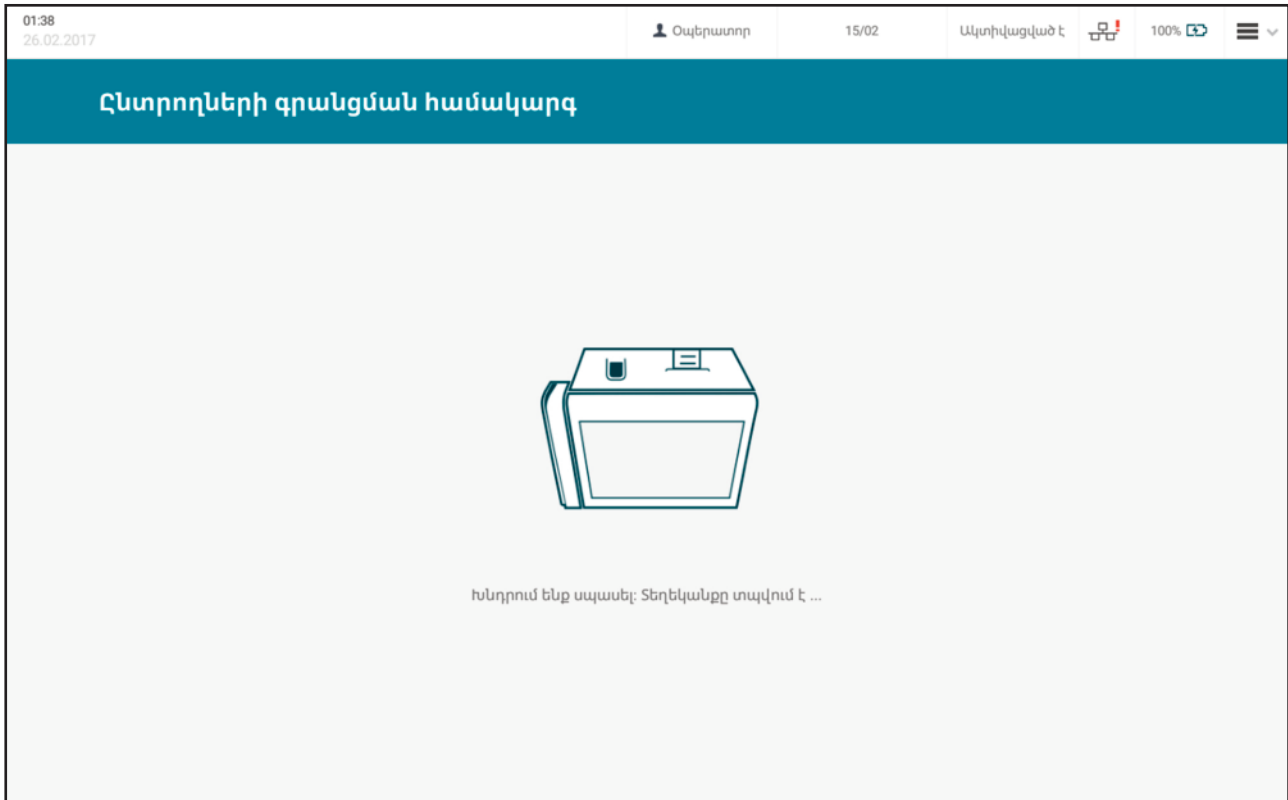 01:38
26.02.2017
Օպերատոր
15/02
Ակտիվացված է
100%
Ընտրողների գրանցման համակարգ
Խնդրում ենք սպասել: Տեղեկանքը տպվում է ...